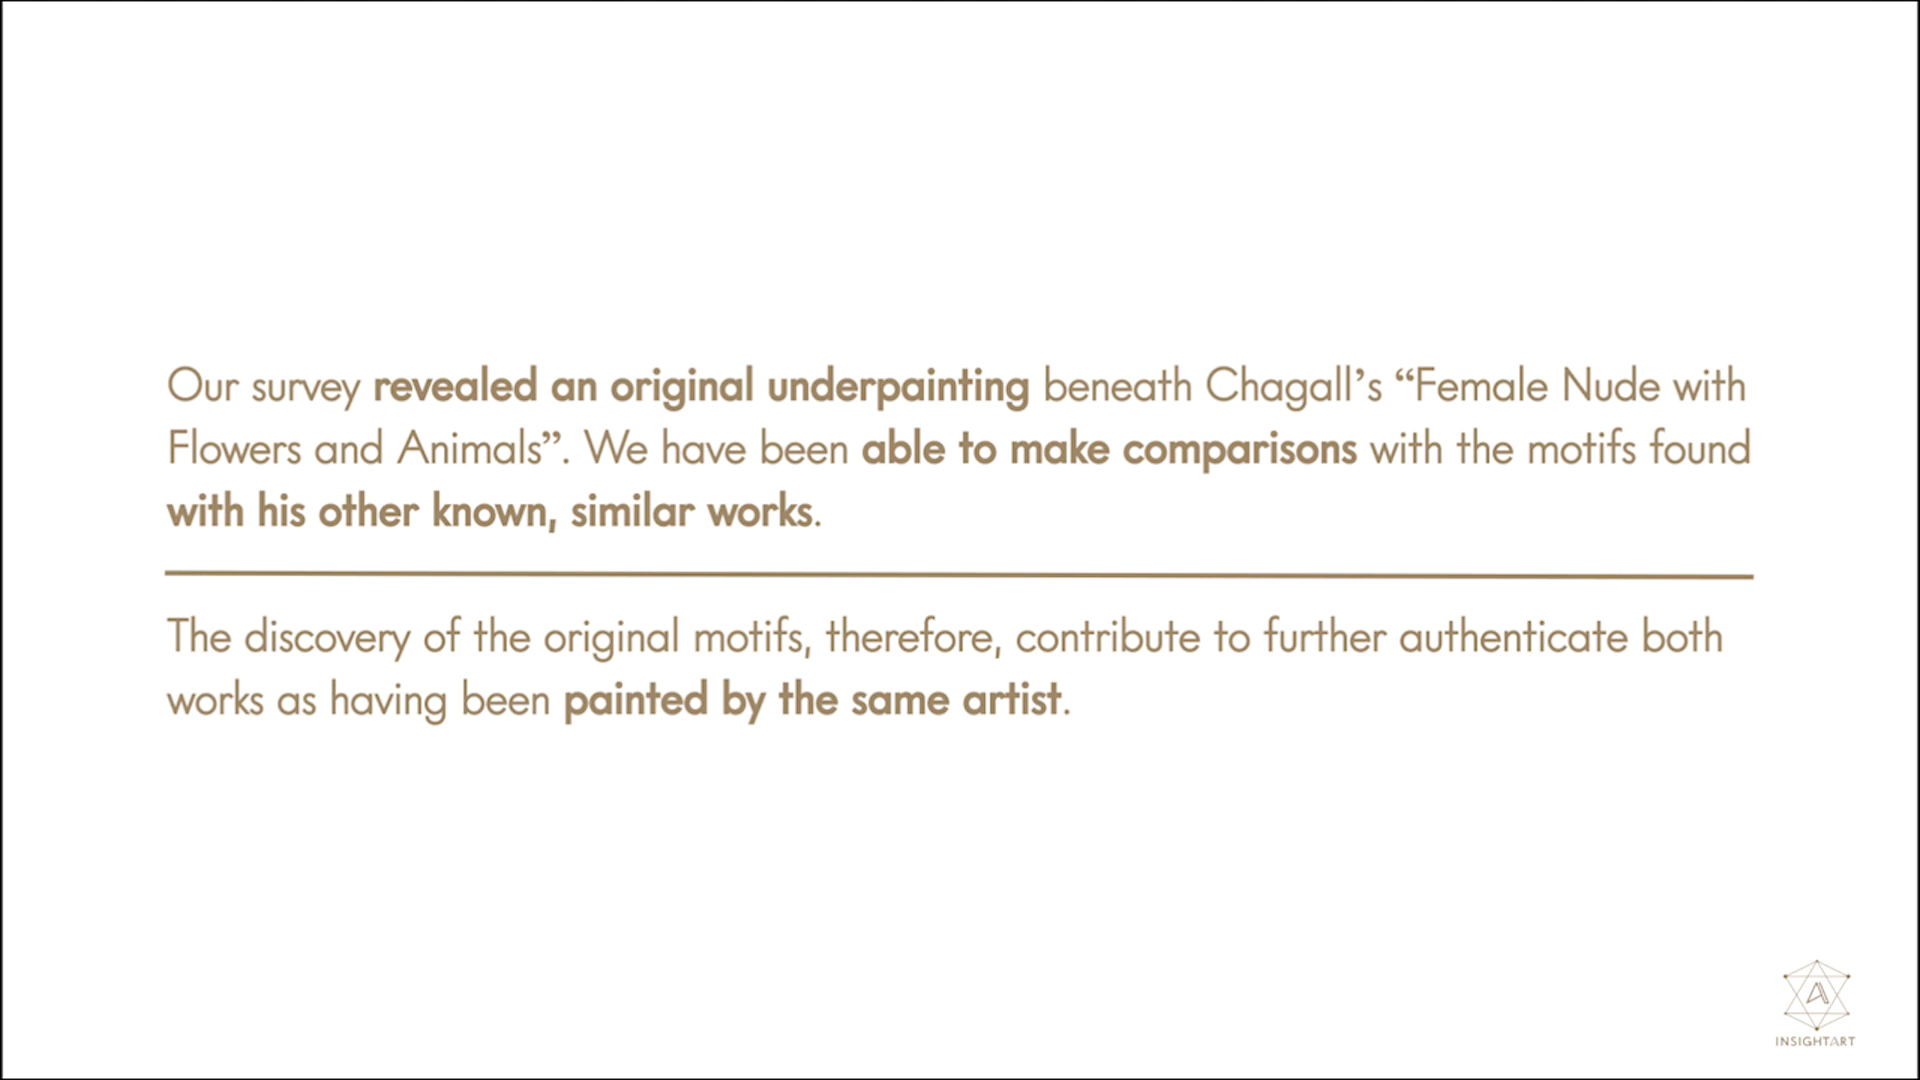 Our survey revealed an original underpainting beneath Chagall’s “Female Nude with
Flowers and Animals”. We have been able to make comparisons with the motifs found
with his other known, similar works.
The discovery of the original motifs, therefore, contribute to further authenticate both
works as having been painted by the same artist.
INSIGHTART